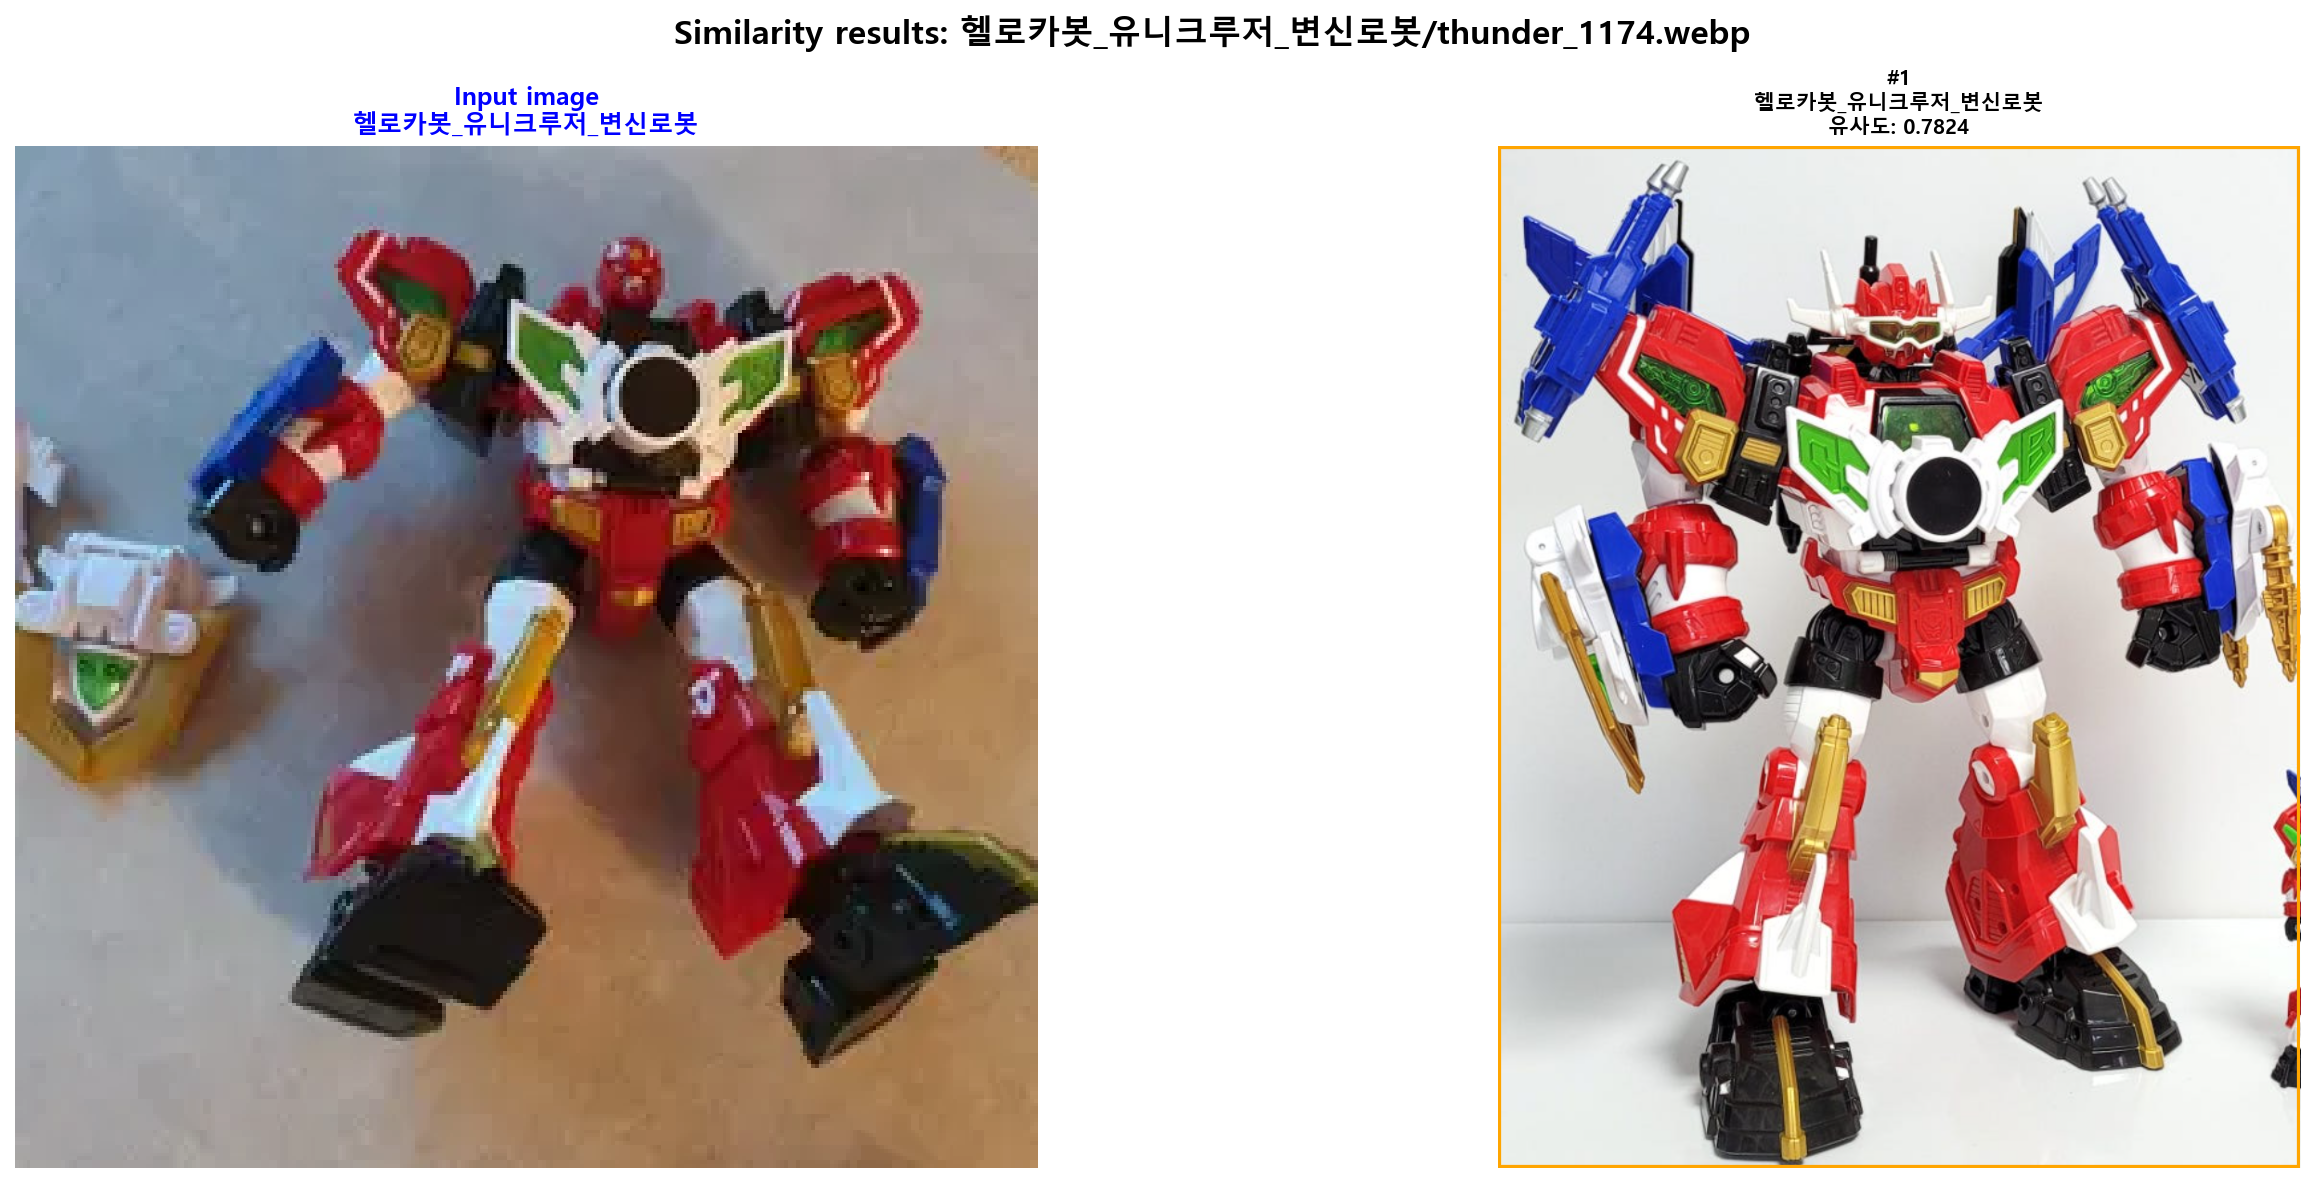 Similarity results: 헬로카봇_유니크루저_변신로봇/thunder_1174.webp
Input image
헬로카봇_유니크루저_변신로봇
#1
헬로카봇_유니크루저_변신로봇
유사도: 0.7824